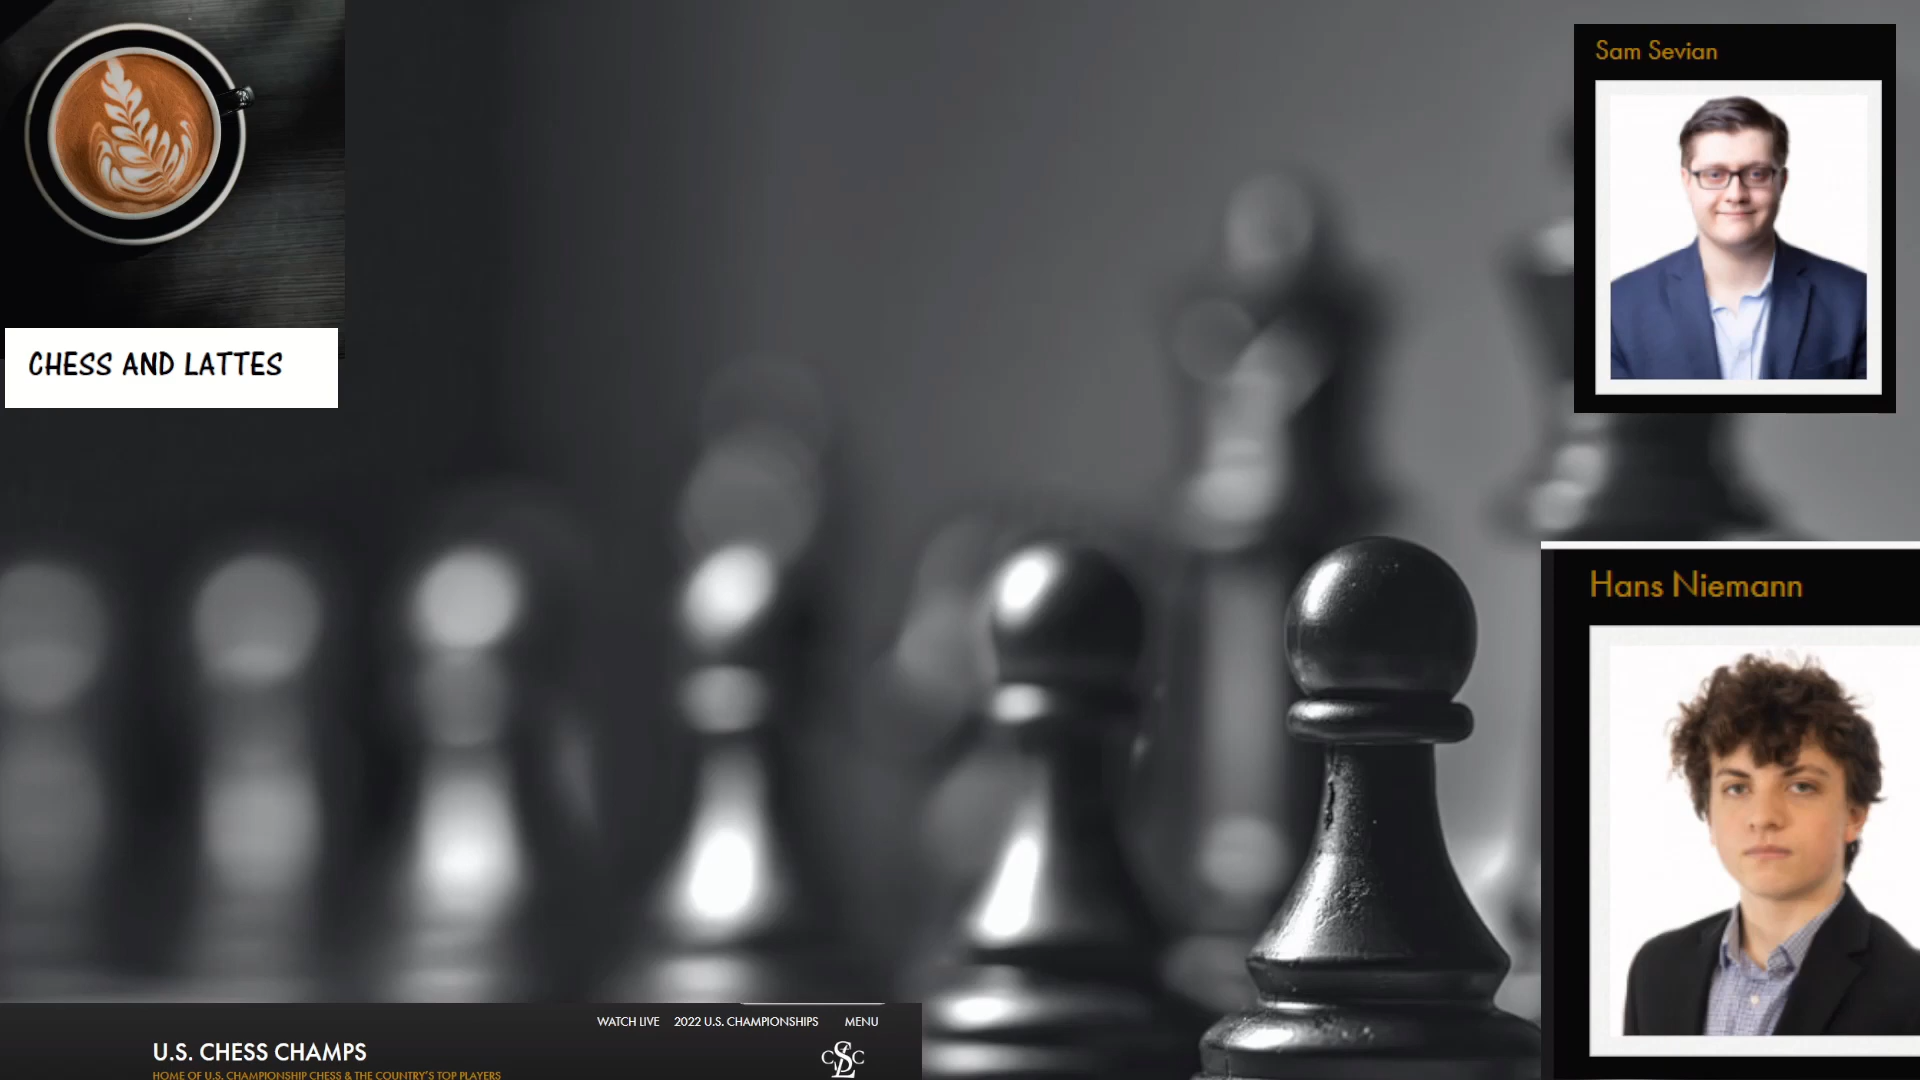 CHESS AND LATTES
Sam Sevian
Hans Niemann
WATCH LIVE 2022 U.S. CHAMPIONSHIPS MENU
U.S. CHESS CHAMPS
CSTLC
HOME OF U.S. CHAMPIONSHIP CHESS & THE COUNTRY'S TOP PLAYERS